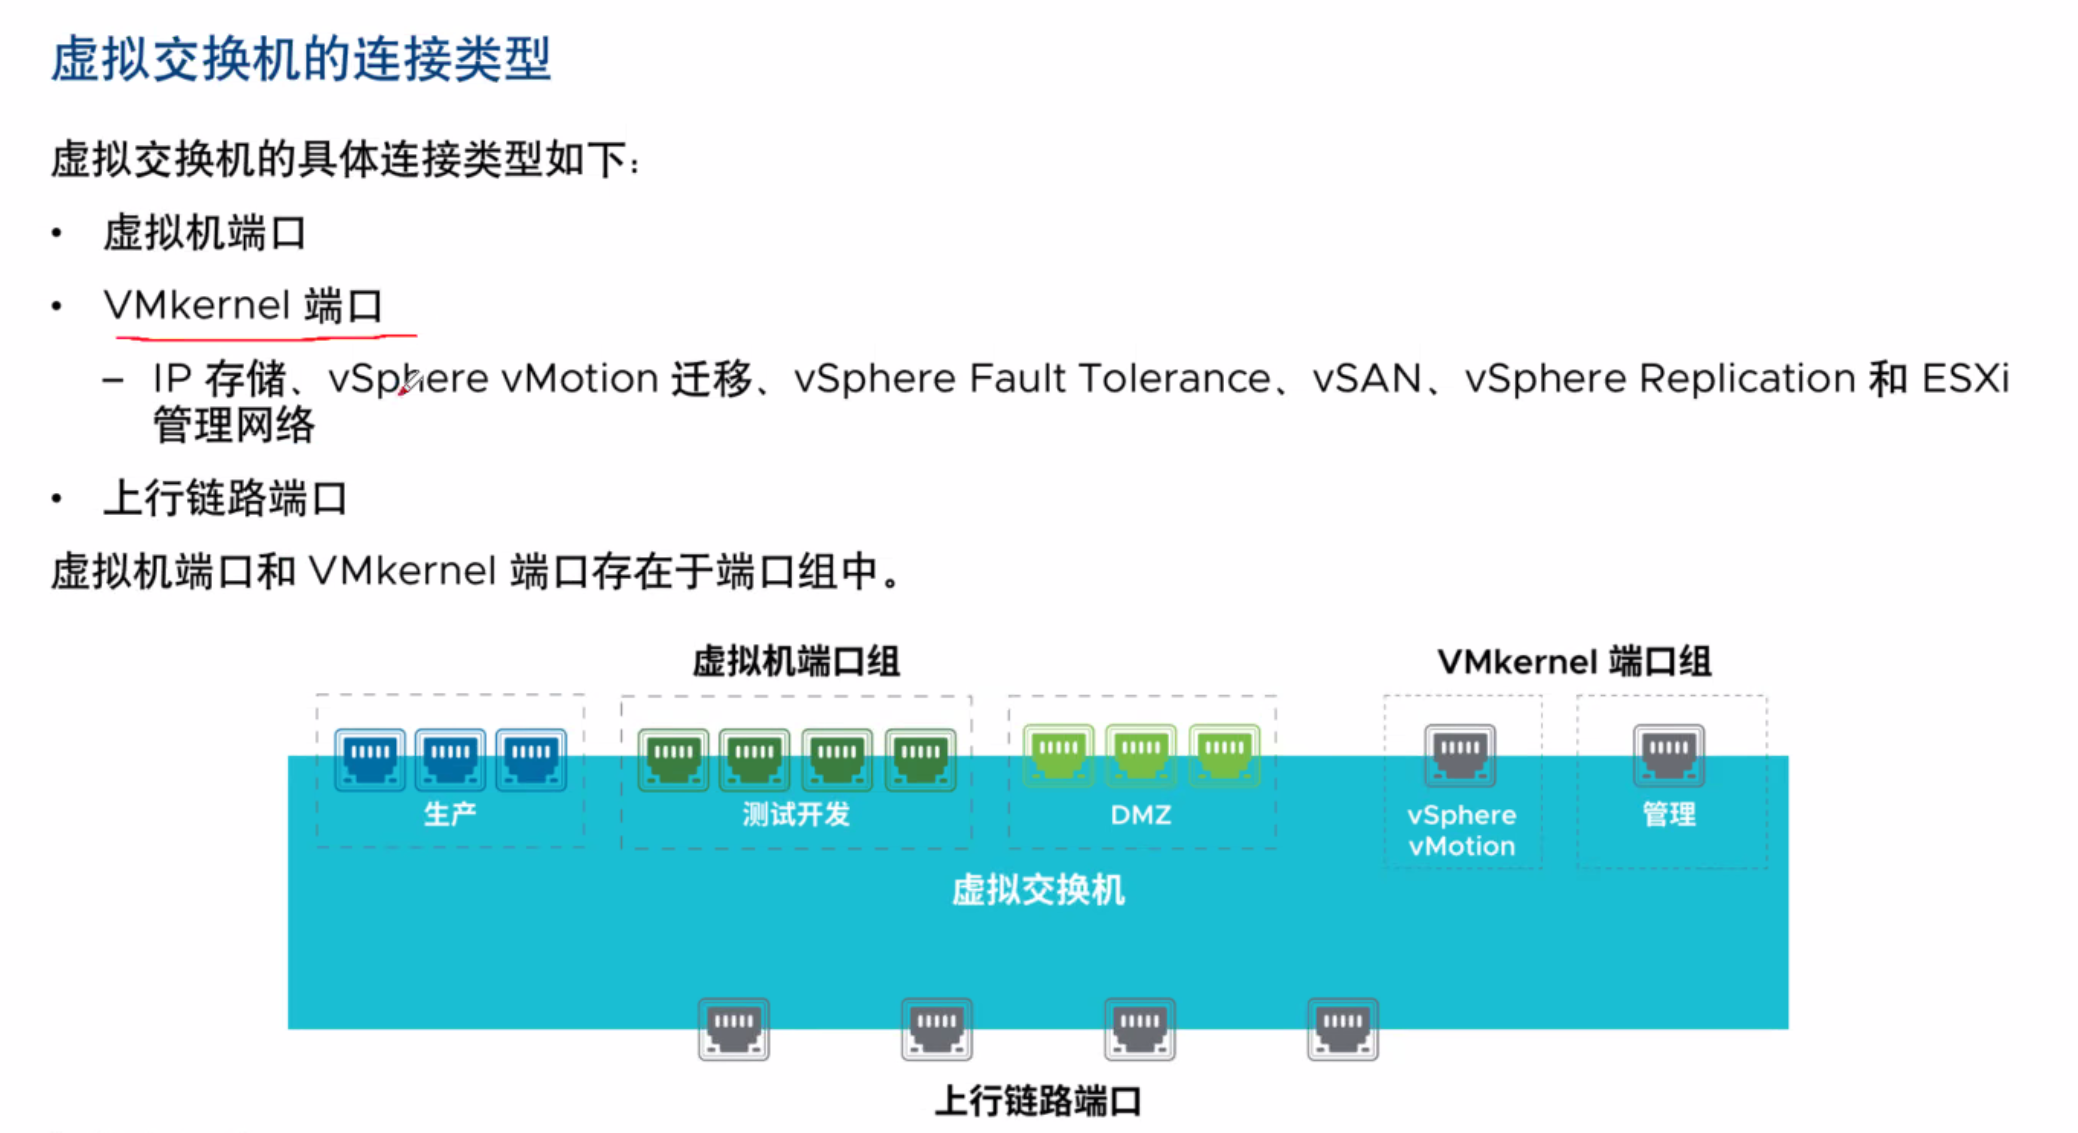 虚拟交换机的连接类型
虚拟交换机的具体连接类型如下：
• 虚拟机端口
• VMkernel 端口
– IP 存储、vSphere vMotion 迁移、vSphere Fault Tolerance、vSAN、vSphere Replication 和 ESXi
管理网络
• 上行链路端口
虚拟机端口和 VMkernel 端口存在于端口组中。
虚拟机端口组
VMkernel 端口组
生产
测试开发
DMZ
vSphere
vMotion
管理
虚拟交换机
上行链路端口